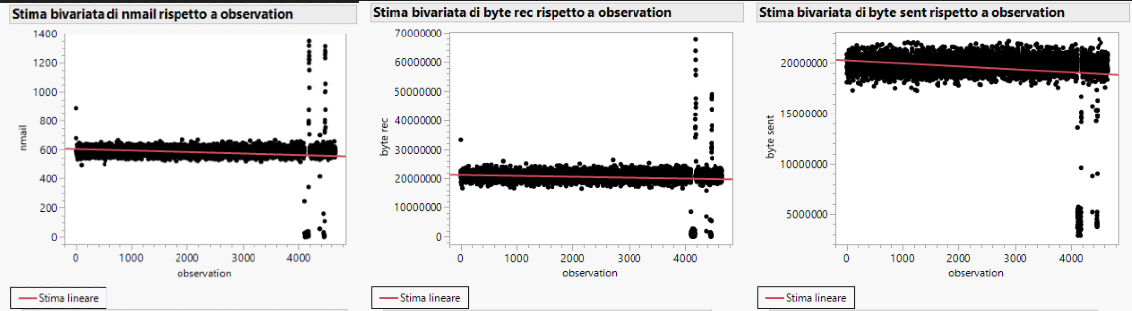 Stima bivariata di nmail rispetto a observation
1400
1200
1000
800
600
400
200
0
nmail
0 1000 2000 3000 4000
observation
Stima lineare
Stima bivariata di byte rec rispetto a observation
70000000
60000000
50000000
40000000
30000000
20000000
10000000
0
byte rec
0 1000 2000 3000 4000
observation
Stima lineare
Stima bivariata di byte sent rispetto a observation
20000000
15000000
10000000
5000000
byte sent
0 1000 2000 3000 4000
observation
Stima lineare